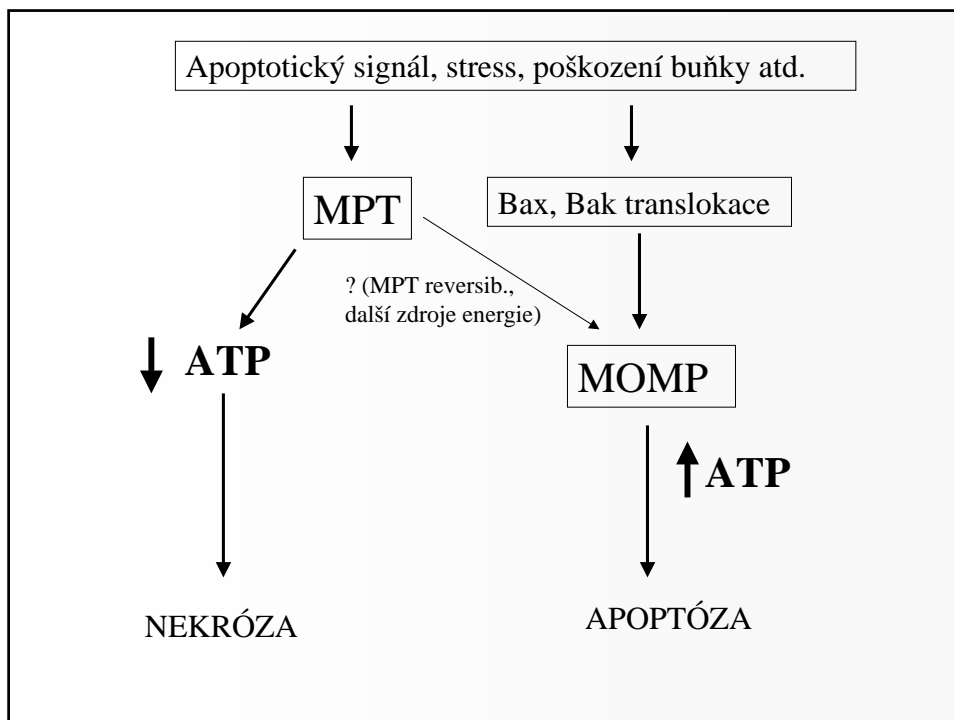 Apoptotický signál, stress, poškození buňky atd.
MPT
Bax, Bak translokace
? (MPT reversib.,
další zdroje energie)
ATP
MOMP
ATP
NEKRÓZA
APOPTÓZA